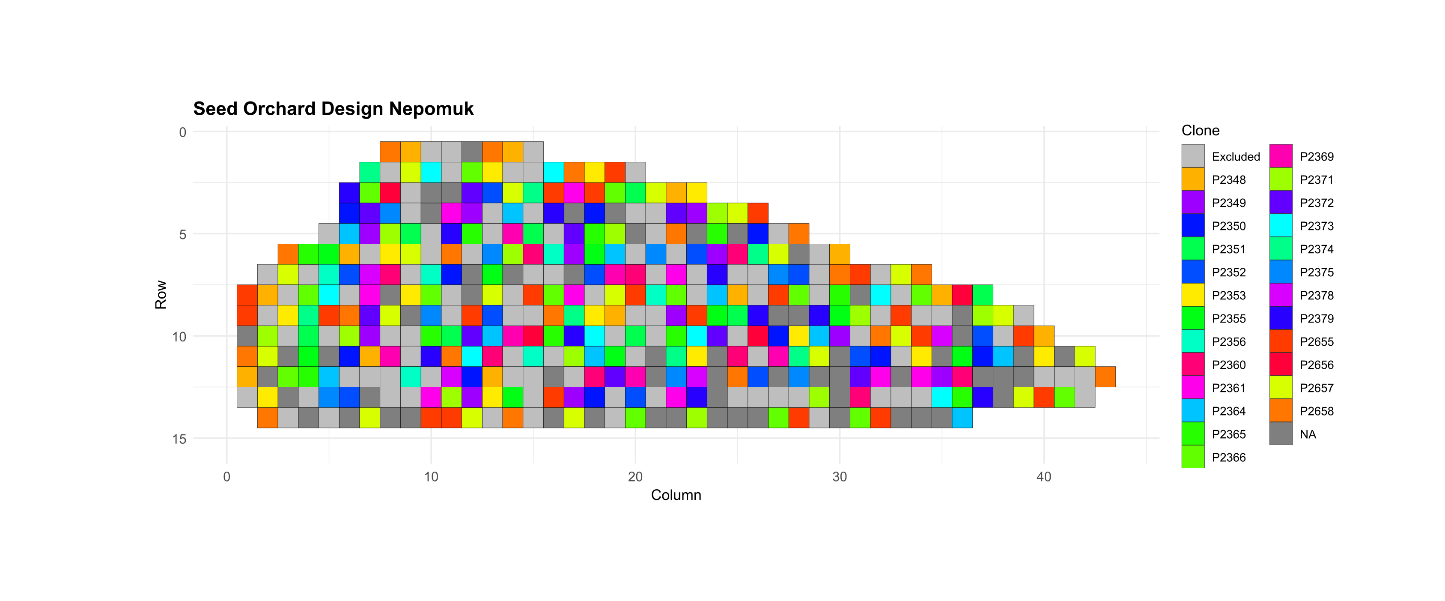 Seed Orchard Design Nepomuk
Clone
Excluded
P2348
P2349
P2350
P2351
P2352
P2353
P2355
P2356
P2360
P2361
P2364
P2365
P2366
P2369
P2371
P2372
P2373
P2374
P2375
P2378
P2379
P2655
P2656
P2657
P2658
NA
Row
0
5
10
15
0
10
20
30
40
Column